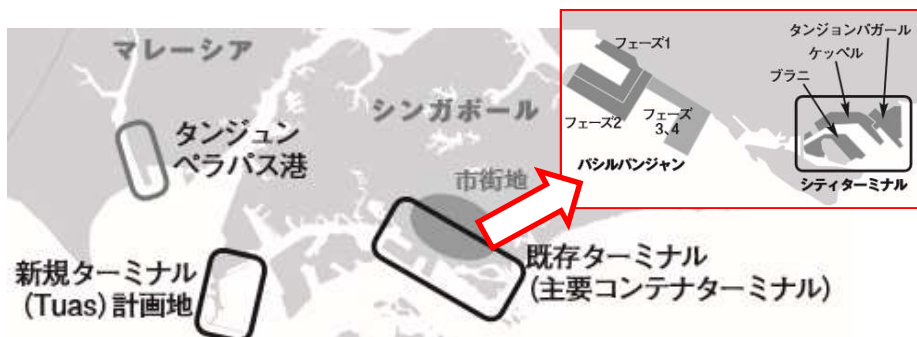 マレーシア
シンガポール
タンジュン
ペラパス港
市街地
新規ターミナル
(Tuas)計画地
既存ターミナル
(主要コンテナターミナル)
フェーズ1
フェーズ2
フェーズ
3、4
パシルパンジャン
タンジョンパガール
ケッペル
ブラニ
シティターミナル